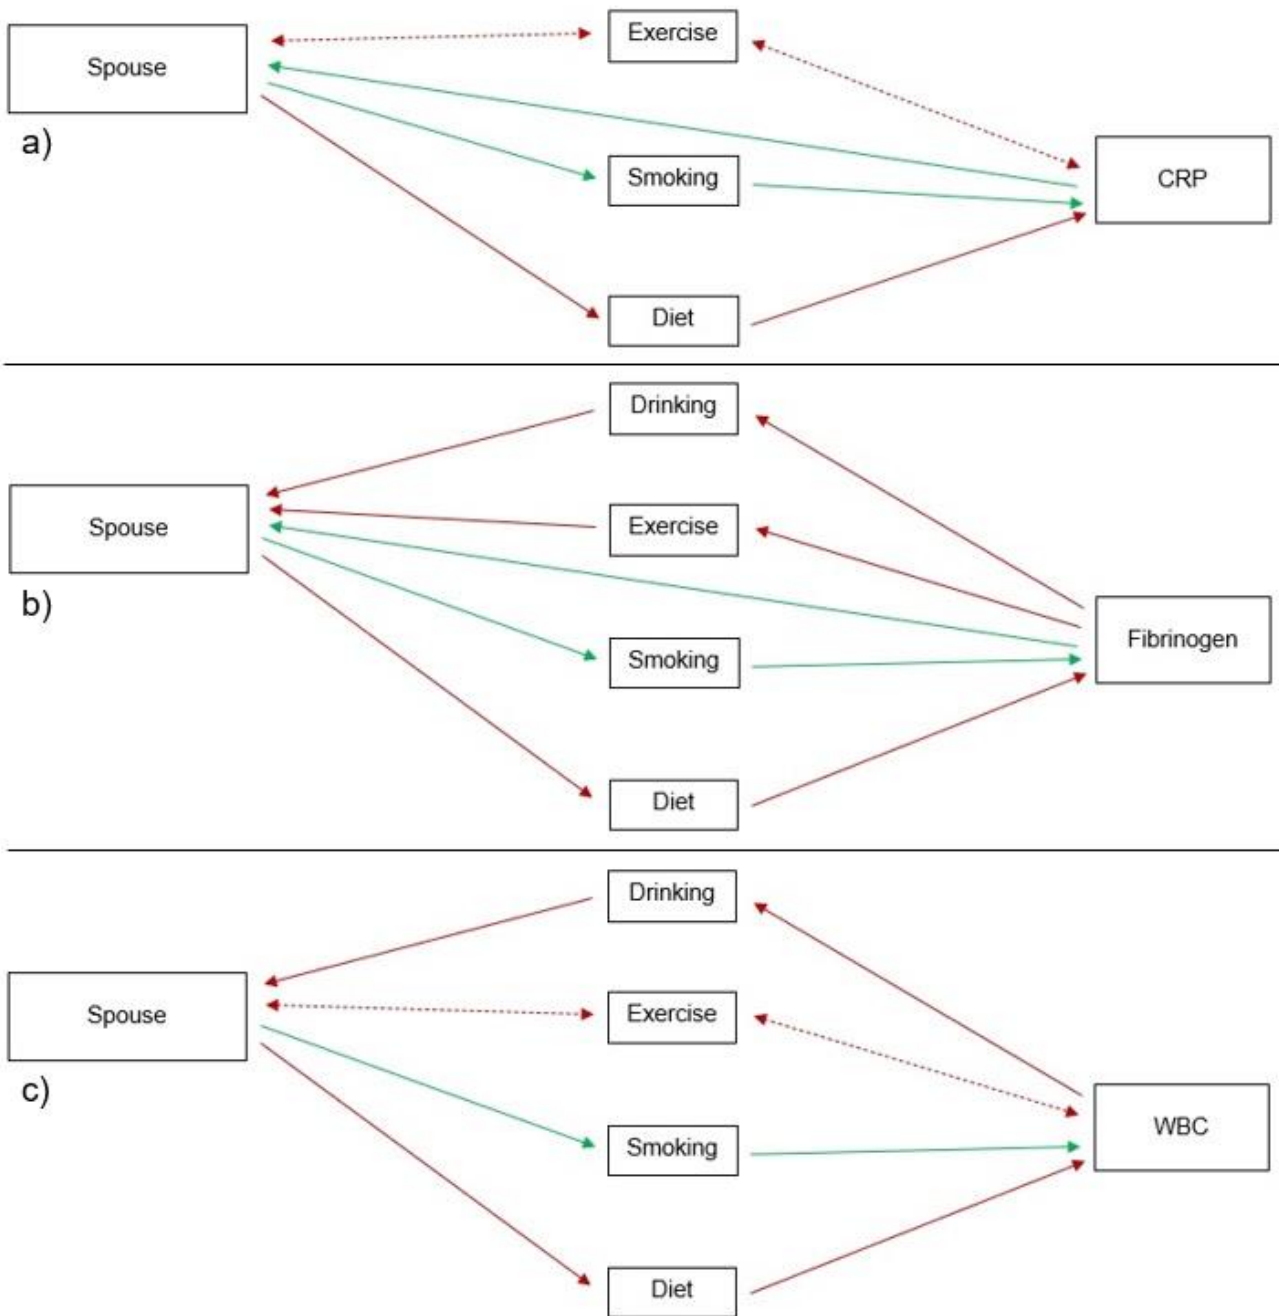 Exercise
Spouse
a)
Smoking
CRP
Diet
Drinking
Spouse
Exercise
b)
Smoking
Fibrinogen
Diet
Drinking
Spouse
Exercise
c)
Smoking
WBC
Diet